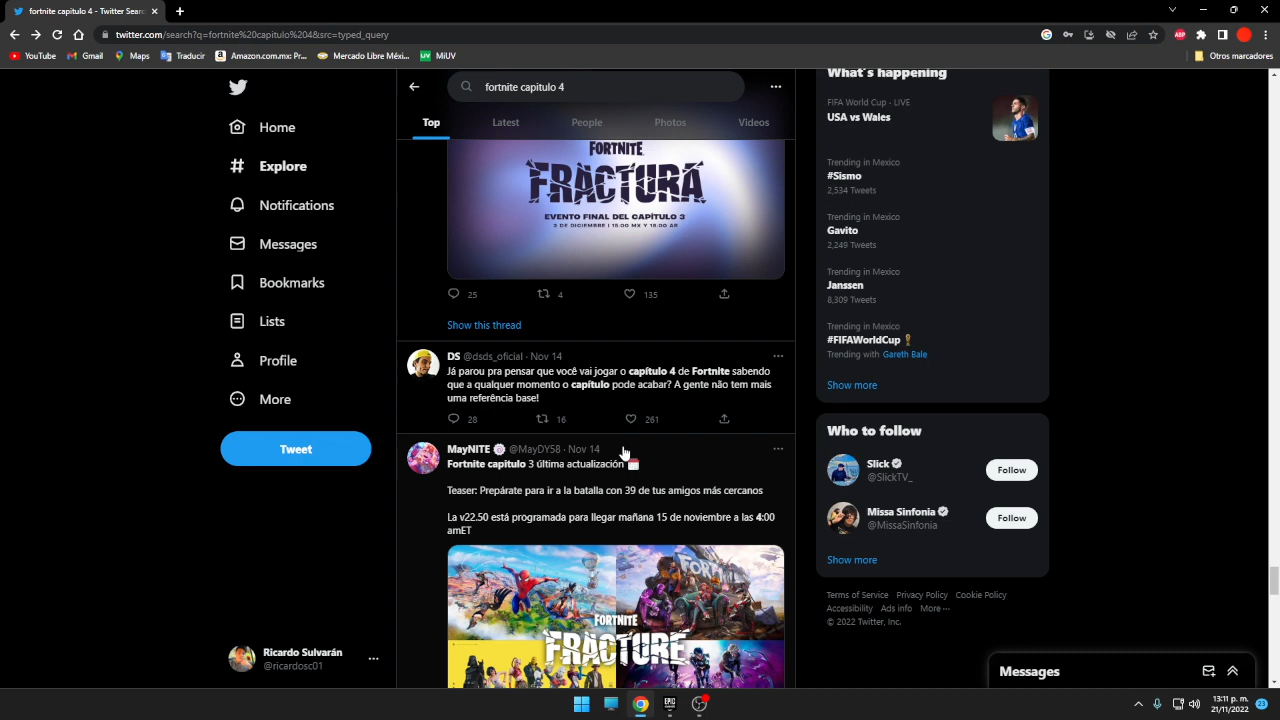 fortnite capitulo 4 - Twitter Searc
twitter.com/search?q=fortnite%20capitulo%204&src=typed_query
YouTube
Gmail
Maps
Traducir
Amazon.com.mx: Pr...
Mercado Libre Méxi...
MiUV
Otros marcadores
Home
Explore
Notifications
Messages
Bookmarks
Lists
Profile
More
Tweet
Ricardo Sulvarán
@ricardosc01
fortnite capitulo 4
Top
Latest
People
Photos
Videos
FORTNITE
FRACTURA
EVENTO FINAL DEL CAPÍTULO 3
3 DE DICIEMBRE | 15:00 MX Y 18:00 AR
25
4
135
Show this thread
DS @dsds_oficial · Nov 14
Já parou pra pensar que você vai jogar o capítulo 4 de Fortnite sabendo
que a qualquer momento o capítulo pode acabar? A gente não tem mais
uma referência base!
28
16
261
MayNITE @MayDY58 · Nov 14
Fortnite capitulo 3 última actualización
Teaser: Prepárate para ir a la batalla con 39 de tus amigos más cercanos
La v22.50 está programada para llegar mañana 15 de noviembre a las 4:00
amET
FORTNITE
FRACTURE
What's happening
FIFA World Cup · LIVE
USA vs Wales
Trending in Mexico
#Sismo
2,534 Tweets
Trending in Mexico
Gavito
2,249 Tweets
Trending in Mexico
Janssen
8,309 Tweets
Trending in Mexico
#FIFAWorldCup
Trending with Gareth Bale
Show more
Who to follow
Slick
@SlickTV_
Follow
Missa Sinfonia
@MissaSinfonia
Follow
Show more
Terms of Service Privacy Policy Cookie Policy
Accessibility Ads info More ···
© 2022 Twitter, Inc.
Messages
13:11 p. m.
21/11/2022
23